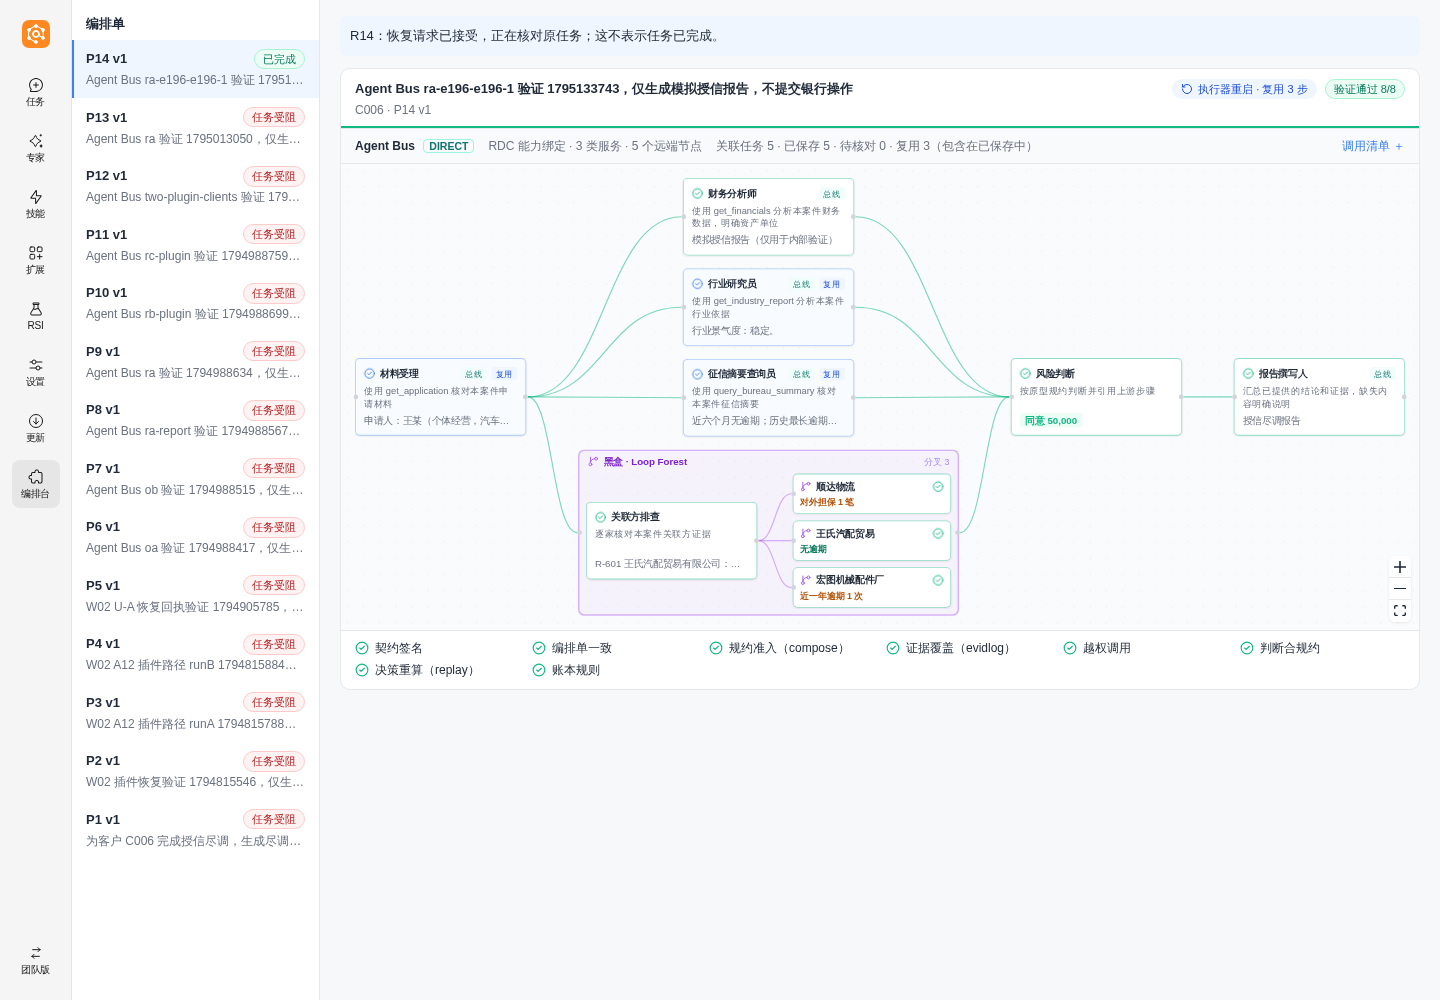 任务
专家
技能
扩展
RSI
设置
更新
编排台
团队版
编排单
P14 v1 已完成
Agent Bus ra-e196-e196-1 验证 17951…
P13 v1 任务受阻
Agent Bus ra 验证 1795013050，仅生…
P12 v1 任务受阻
Agent Bus two-plugin-clients 验证 179…
P11 v1 任务受阻
Agent Bus rc-plugin 验证 1794988759…
P10 v1 任务受阻
Agent Bus rb-plugin 验证 1794988699…
P9 v1 任务受阻
Agent Bus ra 验证 1794988634，仅生…
P8 v1 任务受阻
Agent Bus ra-report 验证 1794988567…
P7 v1 任务受阻
Agent Bus ob 验证 1794988515，仅生…
P6 v1 任务受阻
Agent Bus oa 验证 1794988417，仅生…
P5 v1 任务受阻
W02 U-A 恢复回执验证 1794905785，…
P4 v1 任务受阻
W02 A12 插件路径 runB 1794815884…
P3 v1 任务受阻
W02 A12 插件路径 runA 1794815788…
P2 v1 任务受阻
W02 插件恢复验证 1794815546，仅生…
P1 v1 任务受阻
为客户 C006 完成授信尽调，生成尽调…
R14：恢复请求已接受，正在核对原任务；这不表示任务已完成。
Agent Bus ra-e196-e196-1 验证 1795133743，仅生成模拟授信报告，不提交银行操作 执行器重启 · 复用 3 步 验证通过 8/8
C006 · P14 v1
Agent Bus DIRECT RDC 能力绑定 · 3 类服务 · 5 个远端节点 关联任务 5 · 已保存 5 · 待核对 0 · 复用 3（包含在已保存中） 调用清单 ＋
财务分析师 总线
使用 get_financials 分析本案件财务
数据，明确资产单位
模拟授信报告（仅用于内部验证）
行业研究员 总线 复用
使用 get_industry_report 分析本案件
行业依据
行业景气度：稳定。
材料受理 总线 复用
使用 get_application 核对本案件申
请材料
申请人：王某（个体经营，汽车…
征信摘要查询员 总线 复用
使用 query_bureau_summary 核对
本案件征信摘要
近六个月无逾期；历史最长逾期…
风险判断
按原型规约判断并引用上游步骤
同意 50,000
报告撰写人 总线
汇总已提供的结论和证据，缺失内
容明确说明
授信尽调报告
黑盒 · Loop Forest 分叉 3
关联方排查
逐家核对本案件关联方证据
R-601 王氏汽配贸易有限公司：…
顺达物流
对外担保 1 笔
王氏汽配贸易
无逾期
宏图机械配件厂
近一年逾期 1 次
契约签名 编排单一致 规约准入（compose） 证据覆盖（evidlog） 越权调用 判断合规约
决策重算（replay） 账本规则